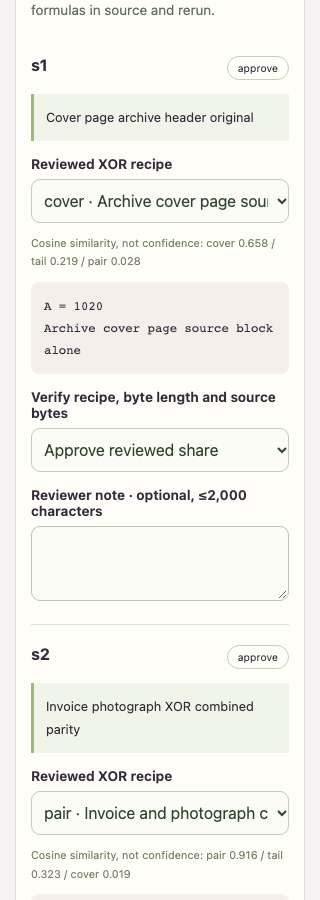 formulas in source and rerun.
s1
approve
Cover page archive header original
Reviewed XOR recipe
cover · Archive cover page sou
Cosine similarity, not confidence: cover 0.658 /
tail 0.219 / pair 0.028
A = 1020
Archive cover page source block
alone
Verify recipe, byte length and source
bytes
Approve reviewed share
Reviewer note · optional, ≤2,000
characters
s2
approve
Invoice photograph XOR combined
parity
Reviewed XOR recipe
pair · Invoice and photograph c
Cosine similarity, not confidence: pair 0.916 / tail
0.323 / cover 0.019